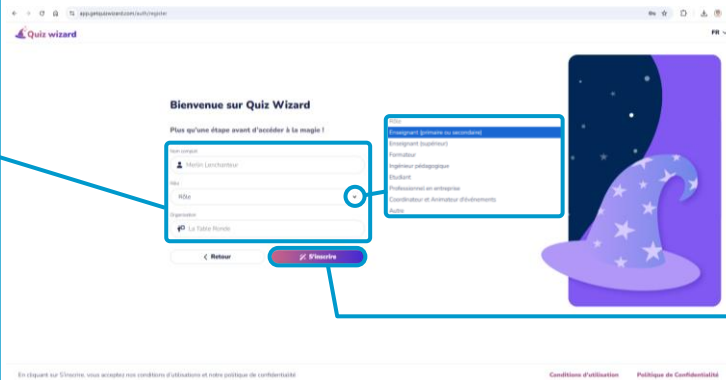 app.getquizwizard.com/auth/register
Quiz wizard
FR
Bienvenue sur Quiz Wizard
Plus qu'une étape avant d'accéder à la magie !
Nom complet
Merlin Lenchanteur
Rôle
Rôle
Organisation
La Table Ronde
Retour
S'inscrire
Rôle
Enseignant (primaire ou secondaire)
Enseignant (supérieur)
Formateur
Ingénieur pédagogique
Etudiant
Professionnel en entreprise
Coordinateur et Animateur d'événements
Autre
En cliquant sur S'inscrire, vous acceptez nos conditions d'utilisations et notre politique de confidentialité
Conditions d'utilisation
Politique de Confidentialité